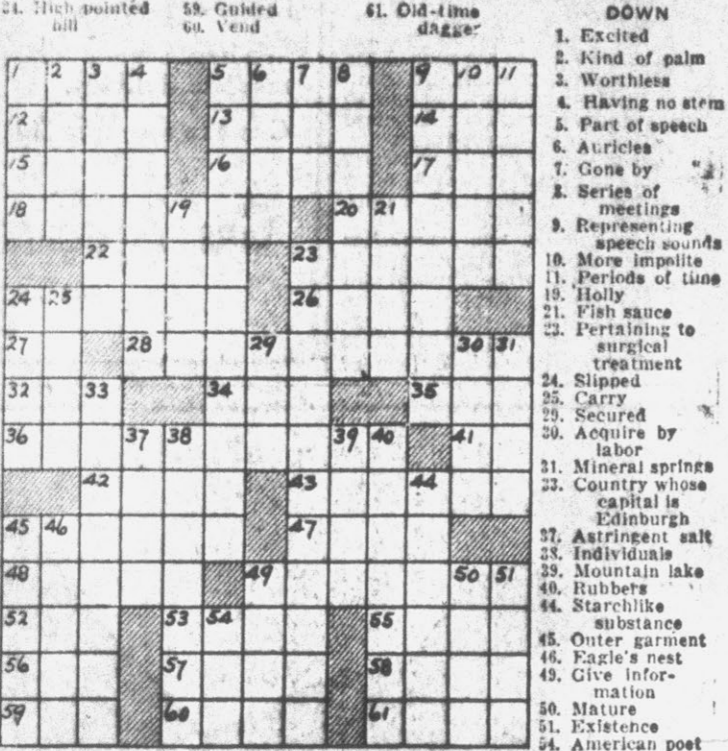 High pointed
hill
59. Guided
60. Vend
61. Old-time
dagger
1 2 3 4 5 6 7 8 9 10 11
12 13 14
15 16 17
18 19 20 21
22 23
24 25 26
27 28 29 30 31
32 33 34 35
36 37 38 39 40 41
42 43 44
45 46 47
48 49 50 51
52 53 54 55
56 57 58
59 60 61
DOWN
1. Excited
2. Kind of palm
3. Worthless
4. Having no stem
5. Part of speech
6. Auricles
7. Gone by
8. Series of
meetings
9. Representing
speech sounds
10. More impolite
11. Periods of time
19. Holly
21. Fish sauce
23. Pertaining to
surgical
treatment
24. Slipped
25. Carry
29. Secured
30. Acquire by
labor
31. Mineral springs
33. Country whose
capital is
Edinburgh
37. Astringent salt
38. Individuals
39. Mountain lake
40. Rubbers
44. Starchlike
substance
45. Outer garment
46. Eagle's nest
49. Give infor-
mation
50. Mature
51. Existence
54. American poet